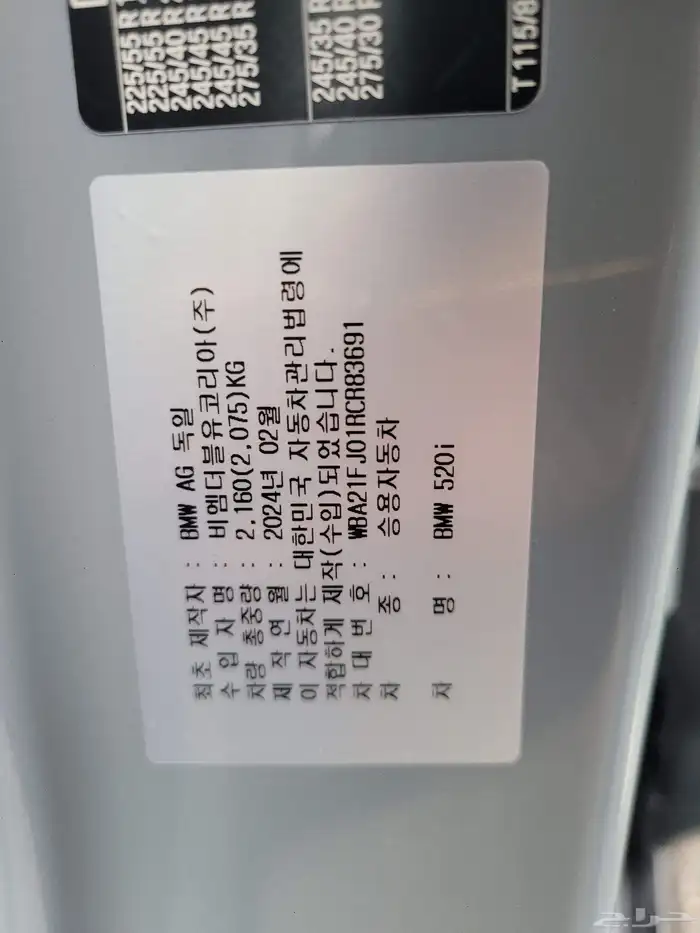 225/55 R
225/55 R
245/40 R
245/45 R
245/45 R
275/35 R
245/35 R
245/40 R
275/30 R
T 115/8
최초 제작자 : BMW AG 독일
수 입 자 명 : 비엠더블유코리아(주)
차량 총중량: 2,160(2,075)KG
제 작 연 월: 2024년 02월
이 자동차는 대한민국 자동차관리법령에
적합하게 제작(수입)되었습니다.
차 대 번 호 : WBA21FJ01RCR83691
차 종 : 승용자동차
차 명 : BMW 520i
حراج